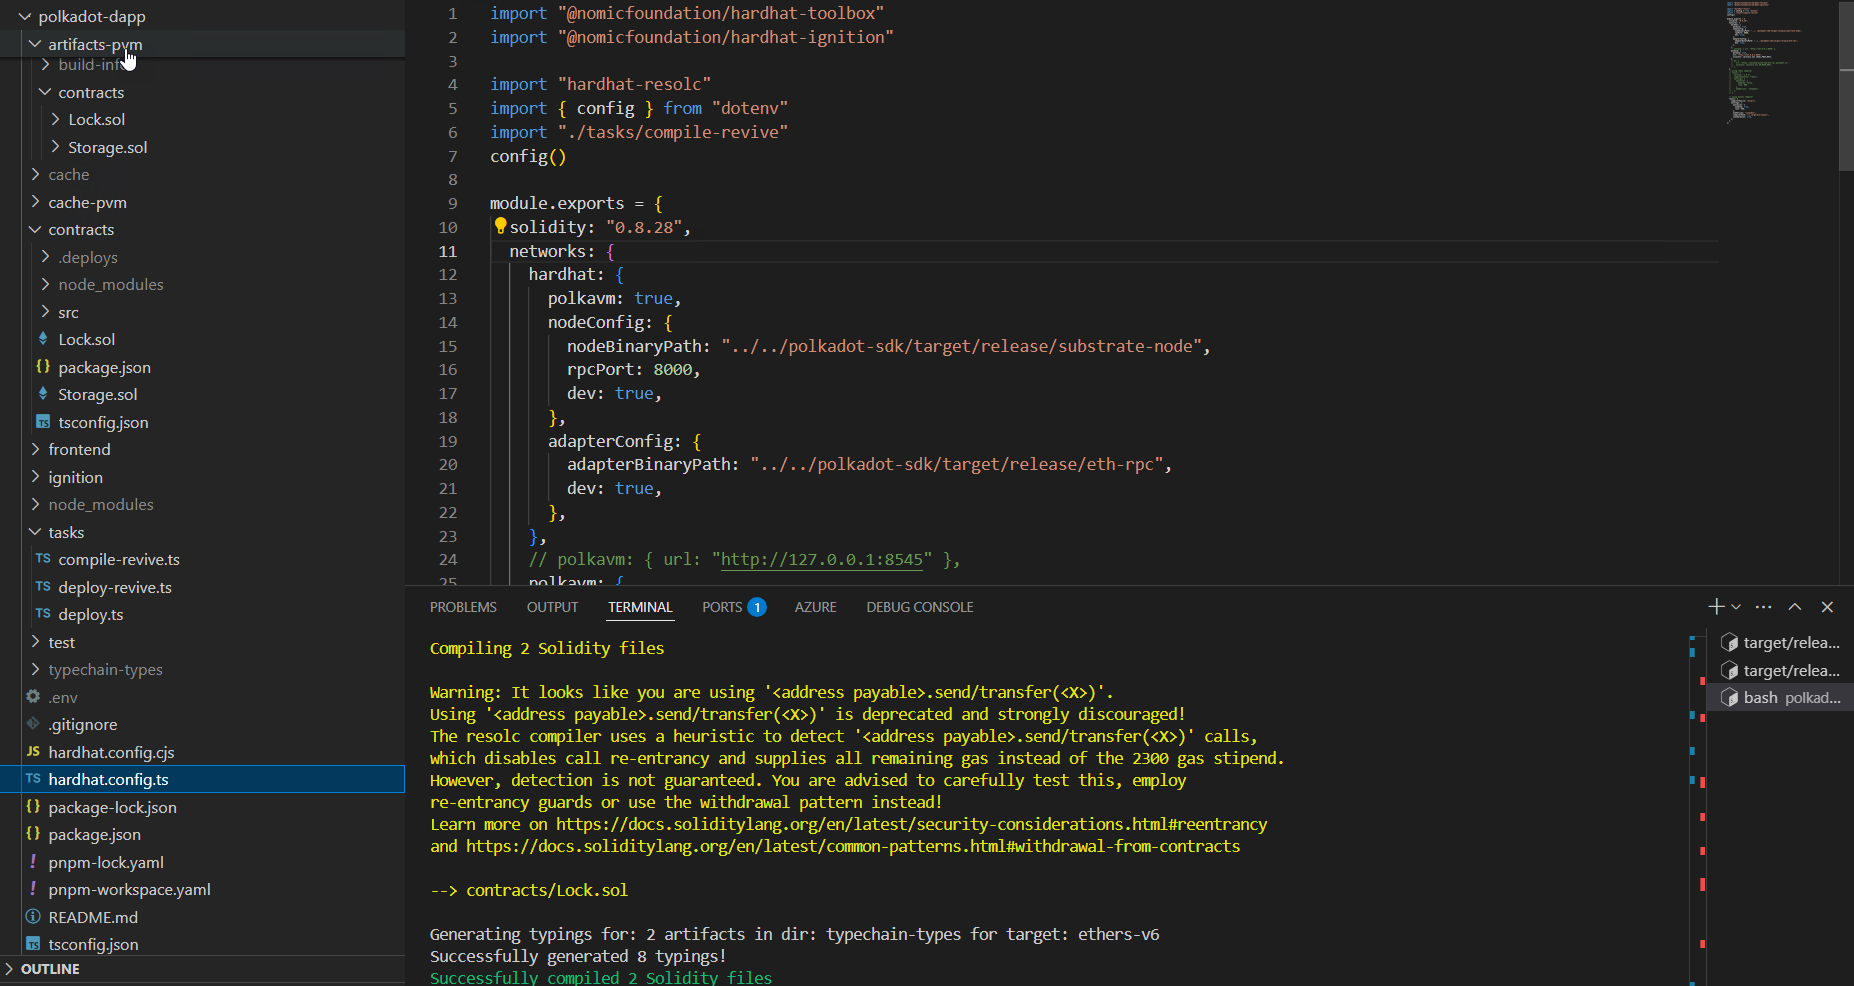 polkadot-dapp
artifacts-pvm
build-info
contracts
Lock.sol
Storage.sol
cache
cache-pvm
contracts
.deploys
node_modules
src
Lock.sol
package.json
Storage.sol
tsconfig.json
frontend
ignition
node_modules
tasks
TS compile-revive.ts
TS deploy-revive.ts
TS deploy.ts
test
typechain-types
.env
.gitignore
JS hardhat.config.cjs
TS hardhat.config.ts
{} package-lock.json
{} package.json
! pnpm-lock.yaml
! pnpm-workspace.yaml
README.md
TS tsconfig.json
OUTLINE
1 import "@nomicfoundation/hardhat-toolbox"
2 import "@nomicfoundation/hardhat-ignition"
3
4 import "hardhat-resolc"
5 import { config } from "dotenv"
6 import "./tasks/compile-revive"
7 config()
8
9 module.exports = {
10 solidity: "0.8.28",
11 networks: {
12 hardhat: {
13 polkavm: true,
14 nodeConfig: {
15 nodeBinaryPath: "../../polkadot-sdk/target/release/substrate-node",
16 rpcPort: 8000,
17 dev: true,
18 },
19 adapterConfig: {
20 adapterBinaryPath: "../../polkadot-sdk/target/release/eth-rpc",
21 dev: true,
22 },
23 },
24 // polkavm: { url: "http://127.0.0.1:8545" },
25 polkavm: {
PROBLEMS OUTPUT TERMINAL PORTS 1 AZURE DEBUG CONSOLE
Compiling 2 Solidity files
Warning: It looks like you are using '<address payable>.send/transfer(<X>)'.
Using '<address payable>.send/transfer(<X>)' is deprecated and strongly discouraged!
The resolc compiler uses a heuristic to detect '<address payable>.send/transfer(<X>)' calls,
which disables call re-entrancy and supplies all remaining gas instead of the 2300 gas stipend.
However, detection is not guaranteed. You are advised to carefully test this, employ
re-entrancy guards or use the withdrawal pattern instead!
Learn more on https://docs.soliditylang.org/en/latest/security-considerations.html#reentrancy
and https://docs.soliditylang.org/en/latest/common-patterns.html#withdrawal-from-contracts
--> contracts/Lock.sol
Generating typings for: 2 artifacts in dir: typechain-types for target: ethers-v6
Successfully generated 8 typings!
Successfully compiled 2 Solidity files
target/relea...
target/relea...
bash polkad...